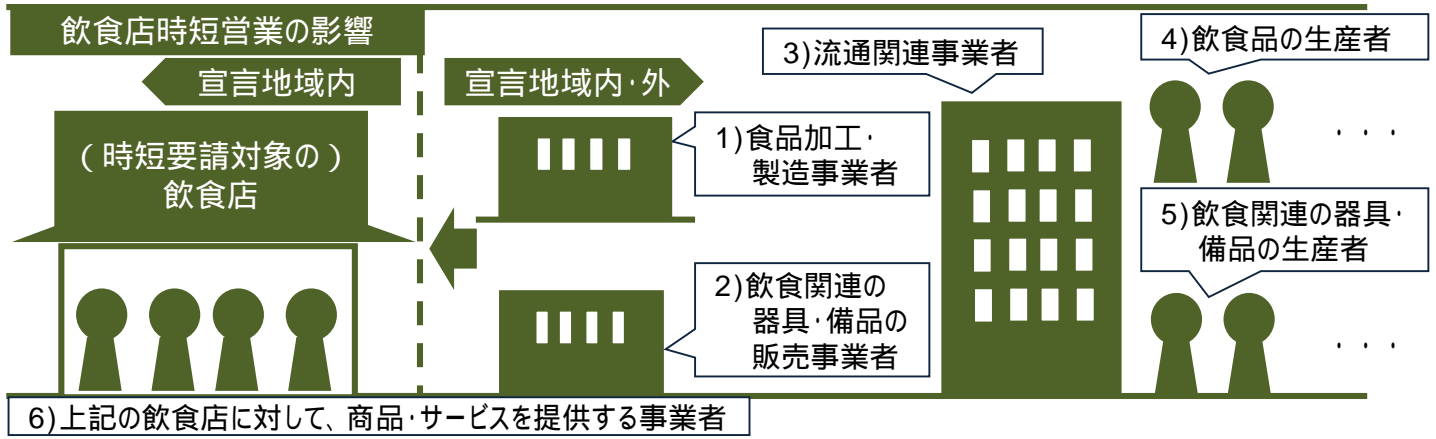 飲食店時短営業の影響
宣言地域内
宣言地域内･外
(時短要請対象の)
飲食店
1)食品加工･
製造事業者
2)飲食関連の
器具･備品の
販売事業者
3)流通関連事業者
4)飲食品の生産者
･･･
5)飲食関連の器具･
備品の生産者
･･･
6)上記の飲食店に対して、商品･サービスを提供する事業者